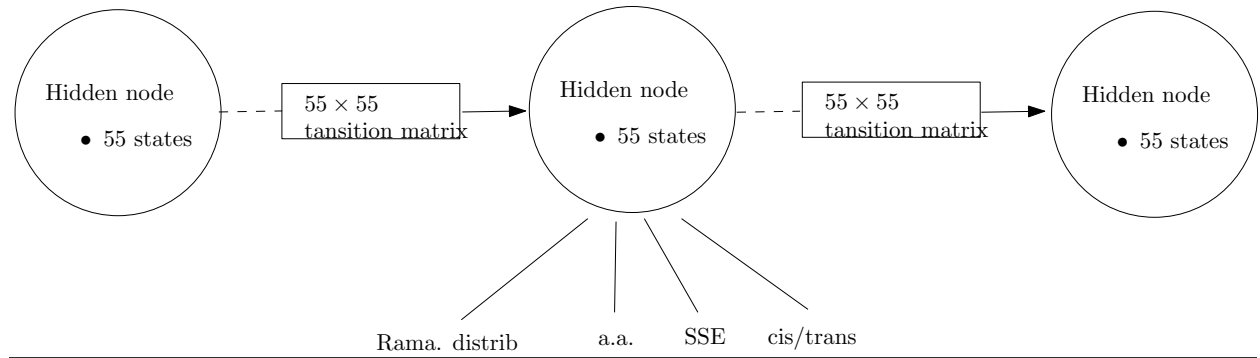 Hidden node
• 55 states
55 × 55
tansition matrix
Hidden node
• 55 states
55 × 55
tansition matrix
Hidden node
• 55 states
Rama. distrib
a.a.
SSE
cis/trans